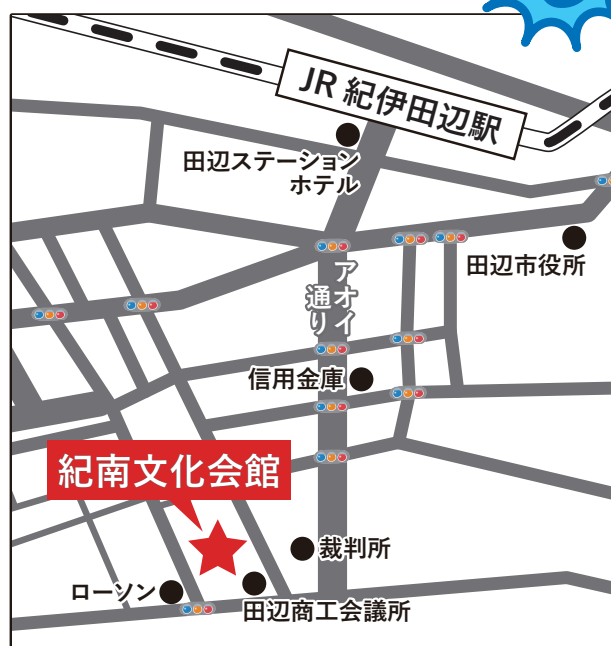 JR 紀伊田辺駅
田辺ステーション
ホテル
田辺市役所
アオイ
通り
信用金庫
紀南文化会館
裁判所
ローソン
田辺商工会議所